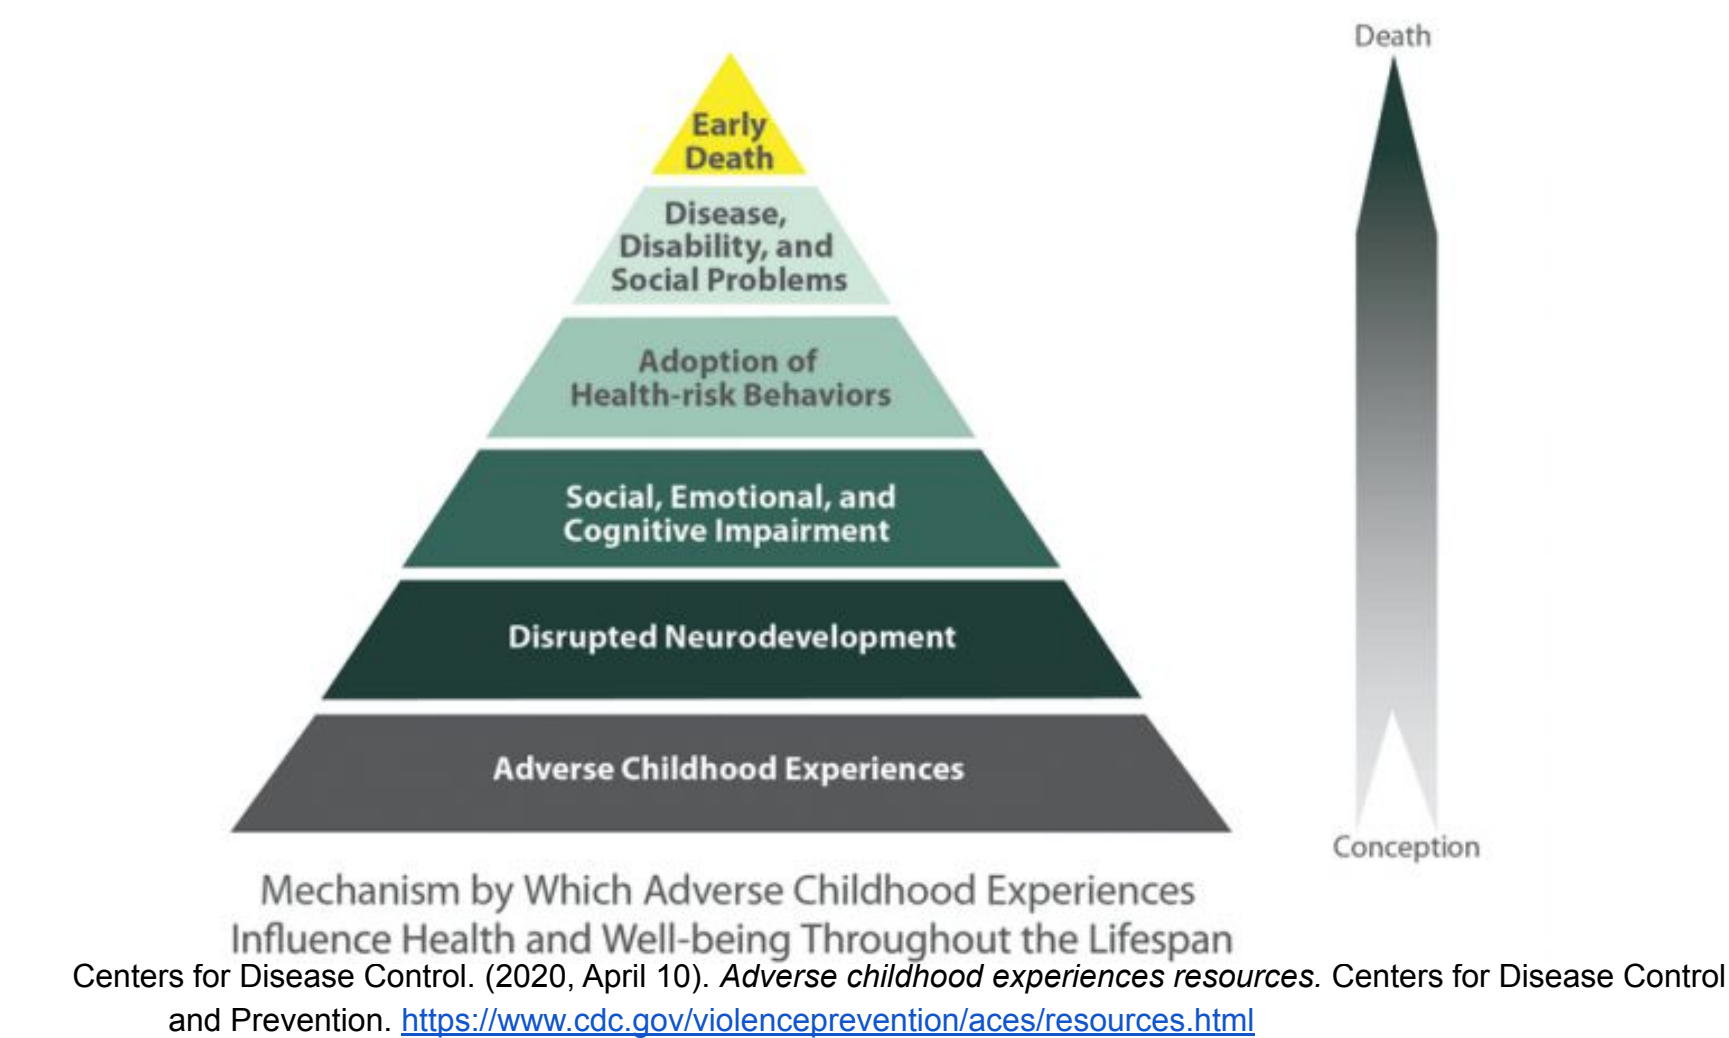 Death
Early
Death
Disease,
Disability, and
Social Problems
Adoption of
Health-risk Behaviors
Social, Emotional, and
Cognitive Impairment
Disrupted Neurodevelopment
Adverse Childhood Experiences
Conception
Mechanism by Which Adverse Childhood Experiences
Influence Health and Well-being Throughout the Lifespan
Centers for Disease Control. (2020, April 10). Adverse childhood experiences resources. Centers for Disease Control
and Prevention. https://www.cdc.gov/violenceprevention/aces/resources.html